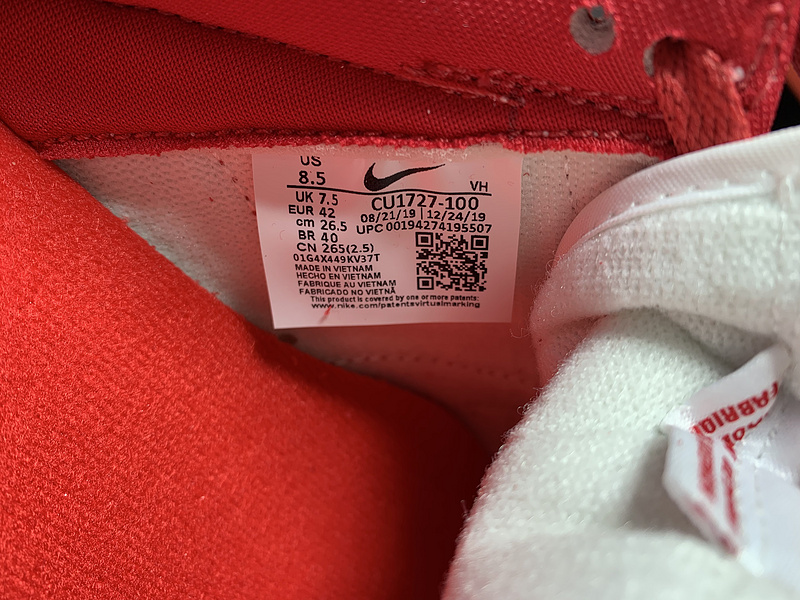 US
8.5
VH
UK 7.5
CU1727-100
EUR 42
08/21/19 12/24/19
cm 26.5
UPC 00194274195507
BR 40
CN 265(2.5)
01G4X449KV37T
MADE IN VIETNAM
HECHO EN VIETNAM
FABRIQUE AU VIETNAM
FABRICADO NO VIETNÃ
This product is covered by one or more patents:
www.nike.com/patentsvirtualmarking
FABRIQU